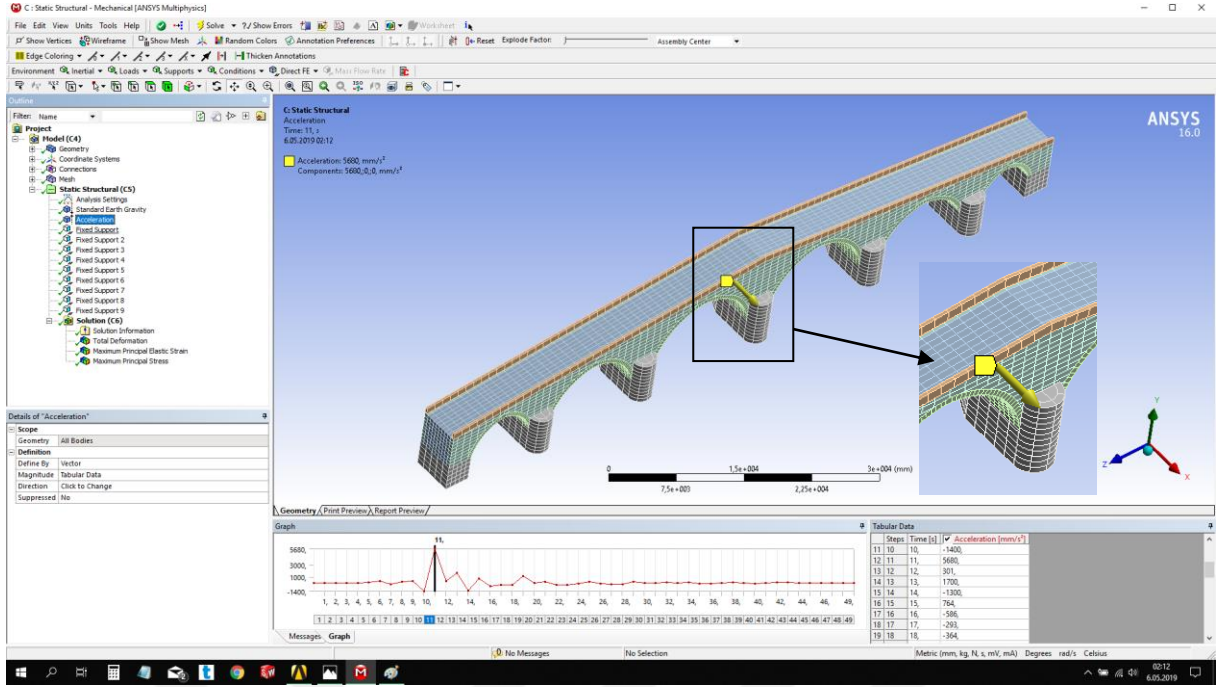 C : Static Structural - Mechanical [ANSYS Multiphysics]
File Edit View Units Tools Help Solve ?/Show Errors Worksheet
Show Vertices Wireframe Show Mesh Random Colors Annotation Preferences Reset Explode Factor: Assembly Center
Edge Coloring Thicken Annotations
Environment Inertial Loads Supports Conditions Direct FE Mass Flow Rate
Outline
Filter: Name
Project
Model (C4)
Geometry
Coordinate Systems
Connections
Mesh
Static Structural (C5)
Analysis Settings
Standard Earth Gravity
Acceleration
Fixed Support
Fixed Support 2
Fixed Support 3
Fixed Support 4
Fixed Support 5
Fixed Support 6
Fixed Support 7
Fixed Support 8
Fixed Support 9
Solution (C6)
Solution Information
Total Deformation
Maximum Principal Elastic Strain
Maximum Principal Stress
Details of "Acceleration"
Scope
Geometry All Bodies
Definition
Define By Vector
Magnitude Tabular Data
Direction Click to Change
Suppressed No
C: Static Structural
Acceleration
Time: 11, s
6.05.2019 02:12
Acceleration: 5680, mm/s²
Components: 5680,;0,;0, mm/s²
ANSYS
16.0
0 1,5e+004 3e+004 (mm)
7,5e+003 2,25e+004
Y
Z
X
Geometry Print Preview Report Preview
Graph
11,
5680,
3000,
1000,
-1400,
1, 2, 3, 4, 5, 6, 7, 8, 9, 10, 12, 14, 16, 18, 20, 22, 24, 26, 28, 30, 32, 34, 36, 38, 40, 42, 44, 46, 49,
1 2 3 4 5 6 7 8 9 10 11 12 13 14 15 16 17 18 19 20 21 22 23 24 25 26 27 28 29 30 31 32 33 34 35 36 37 38 39 40 41 42 43 44 45 46 47 48 49
Messages Graph
Tabular Data
Steps Time [s] Acceleration [mm/s²]
11 10 10, -1400,
12 11 11, 5680,
13 12 12, 301,
14 13 13, 1700,
15 14 14, -1300,
16 15 15, 764,
17 16 16, -586,
18 17 17, -293,
19 18 18, -364,
No Messages No Selection Metric (mm, kg, N, s, mV, mA) Degrees rad/s Celsius
02:12
6.05.2019